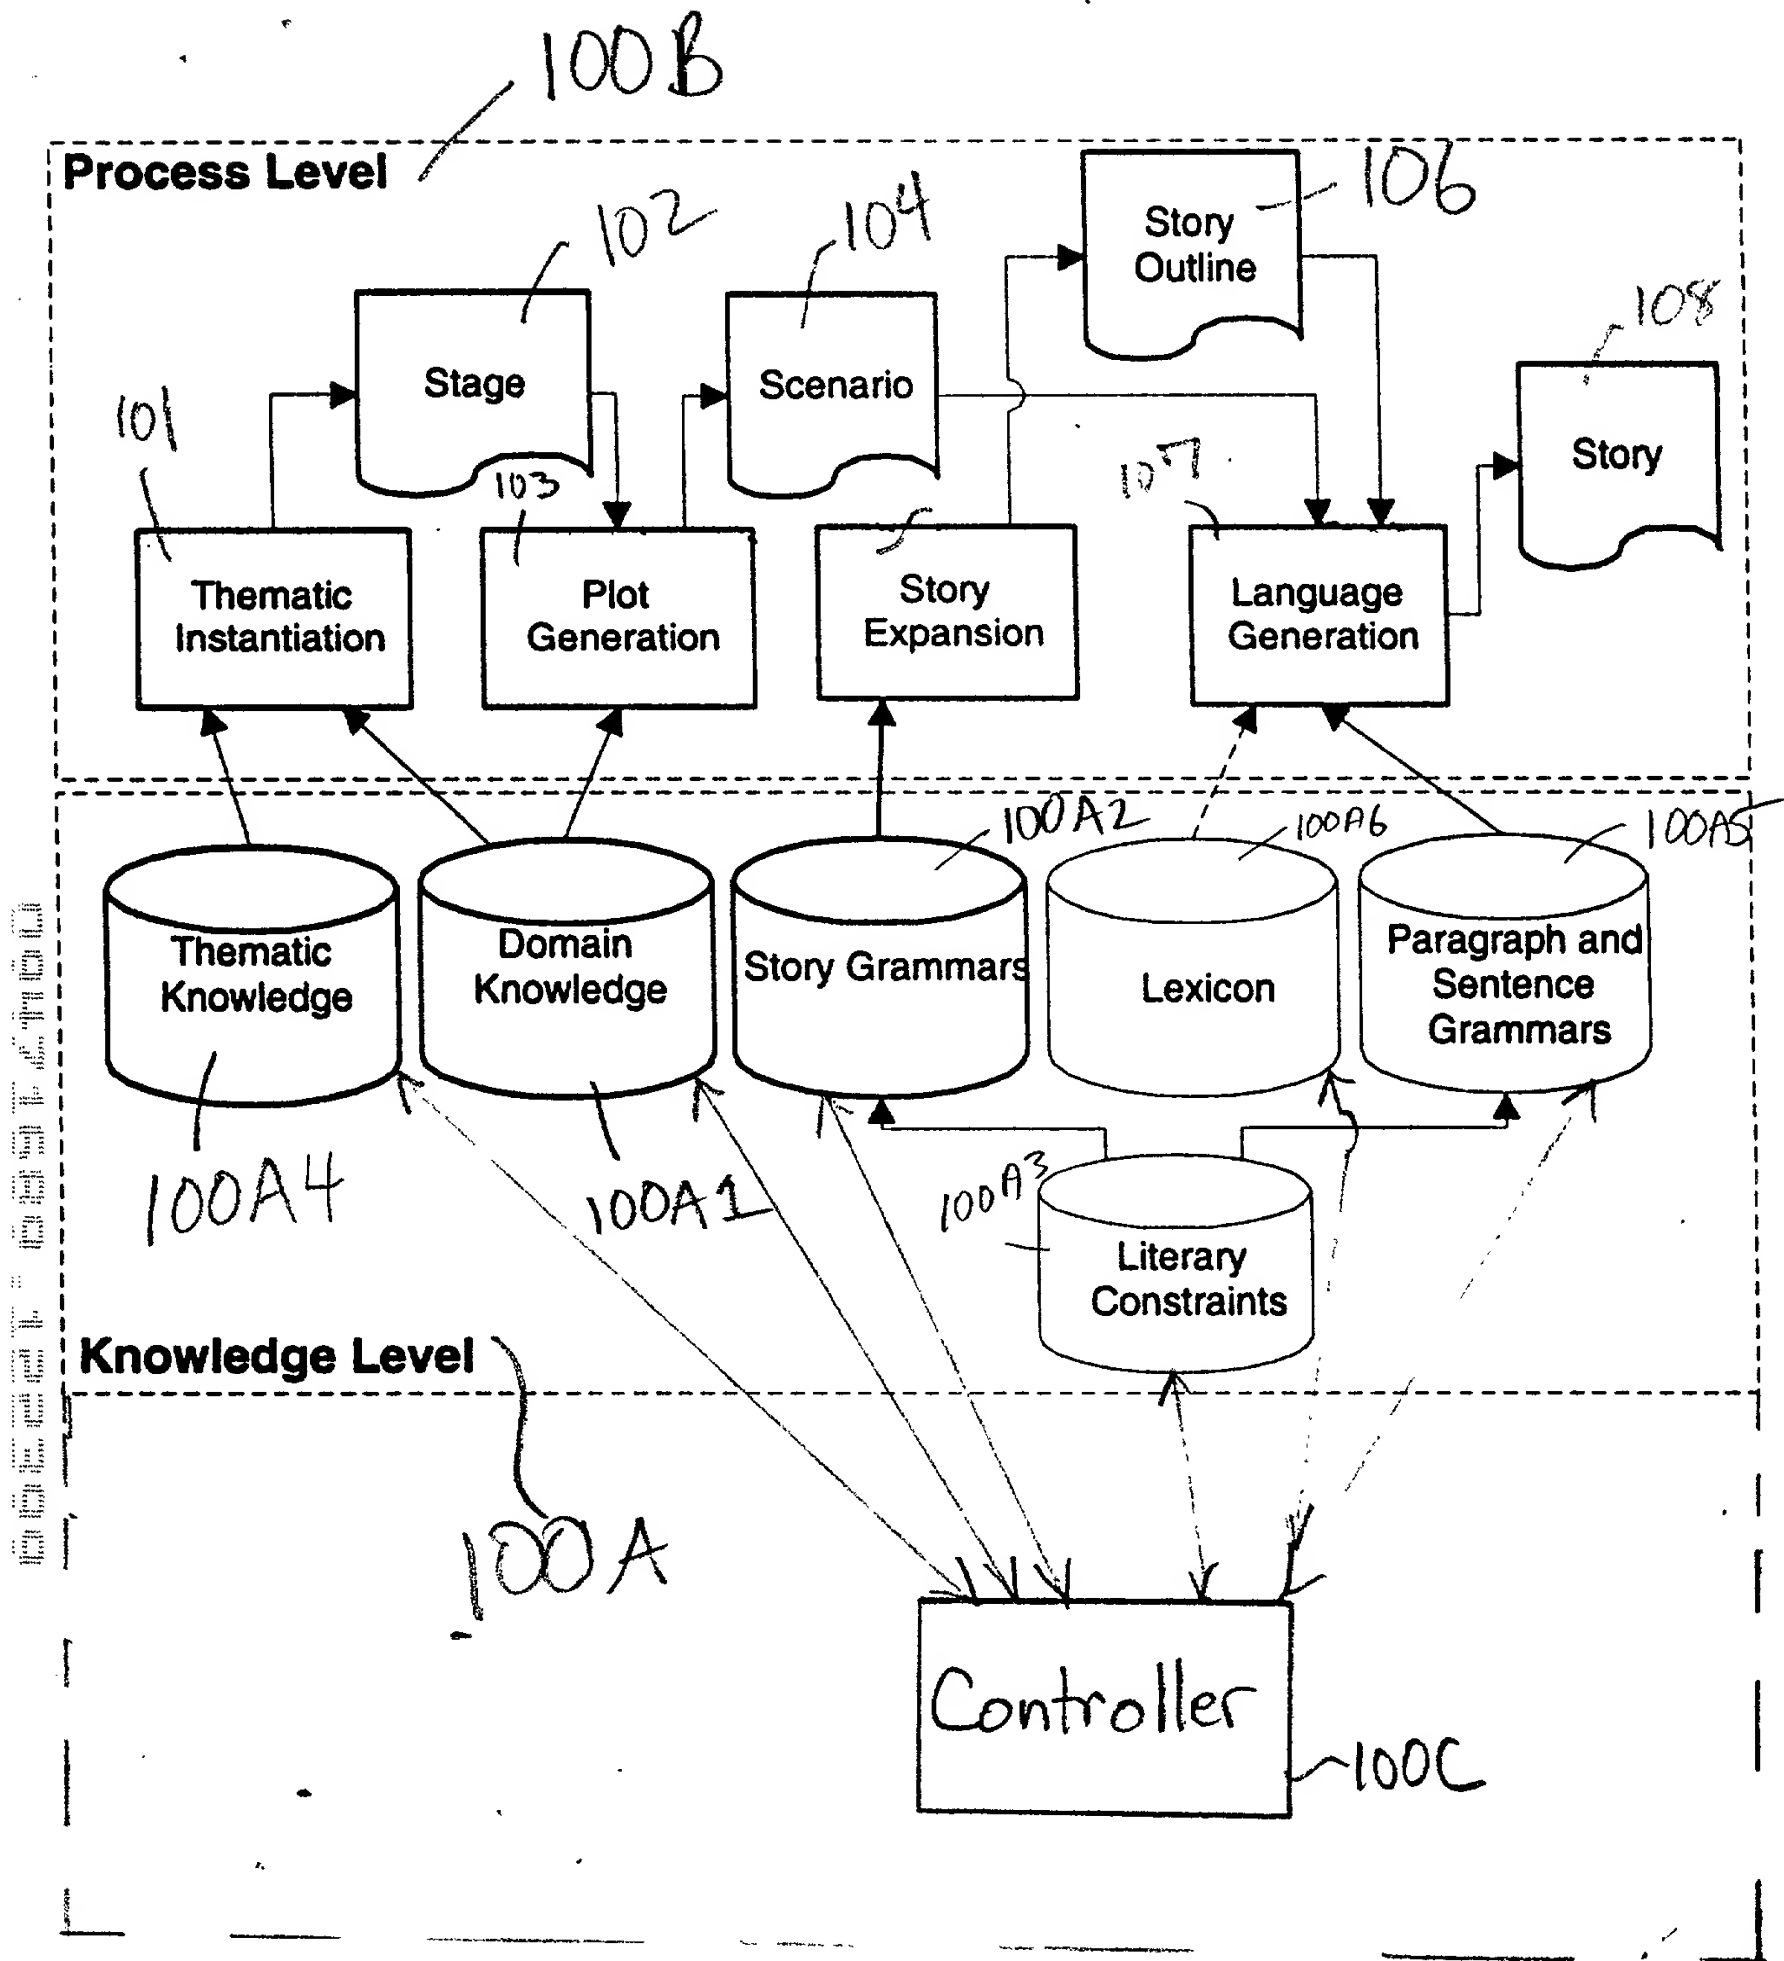 100B
Process Level
106
102
104
Story
Outline
108
Stage
Scenario
101
Story
107
103
Thematic
Instantiation
Plot
Generation
Story
Expansion
Language
Generation
100A2
100A6
100A5
Thematic
Knowledge
Domain
Knowledge
Story Grammars
Lexicon
Paragraph and
Sentence
Grammars
100A4
100A1
100A3
Literary
Constraints
Knowledge Level
100A
Controller
100C